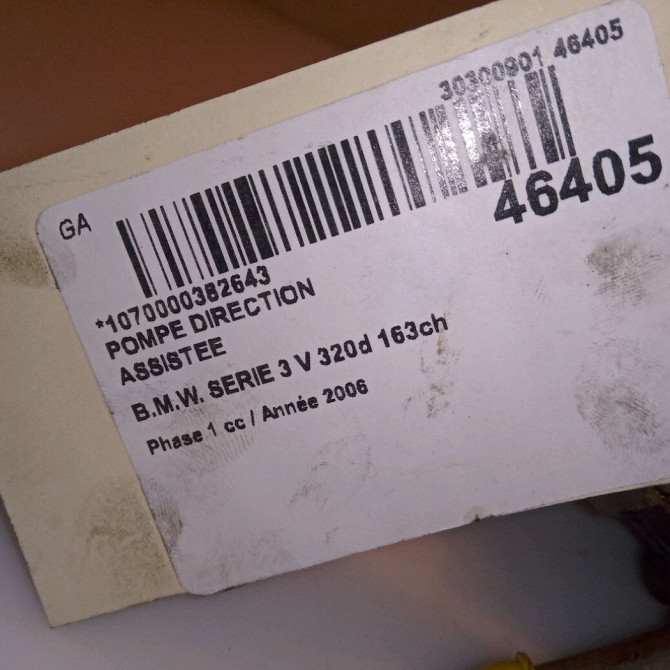 30300901 46405
GA
46405
*1070000382643
POMPE DIRECTION
ASSISTEE
B.M.W. SERIE 3 V 320d 163ch
Phase 1 cc / Année 2006